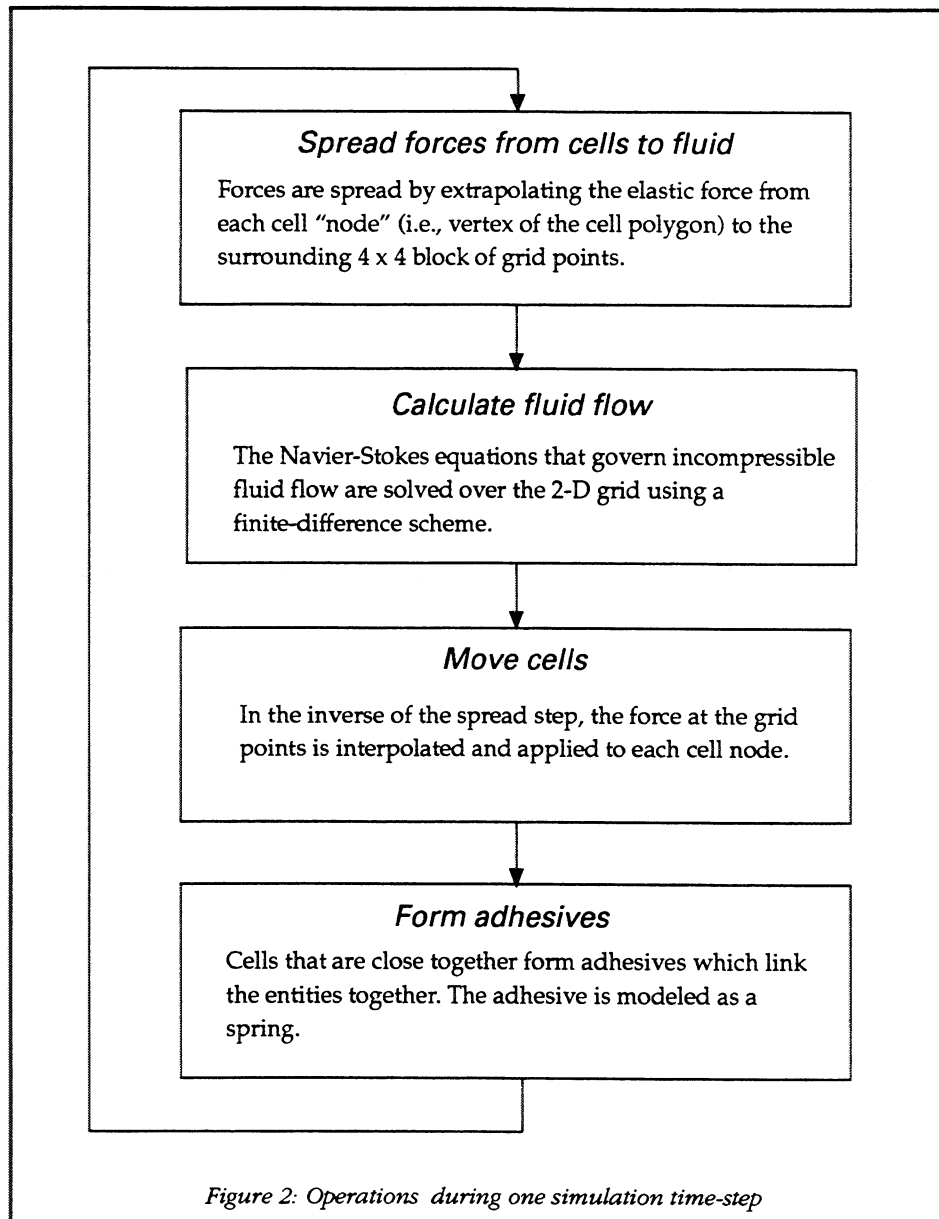 Spread forces from cells to fluid
Forces are spread by extrapolating the elastic force from
each cell “node” (i.e., vertex of the cell polygon) to the
surrounding 4 x 4 block of grid points.
Calculate fluid flow
The Navier-Stokes equations that govern incompressible
fluid flow are solved over the 2-D grid using a
finite-difference scheme.
Move cells
In the inverse of the spread step, the force at the grid
points is interpolated and applied to each cell node.
Form adhesives
Cells that are close together form adhesives which link
the entities together. The adhesive is modeled as a
spring.
Figure 2: Operations during one simulation time-step